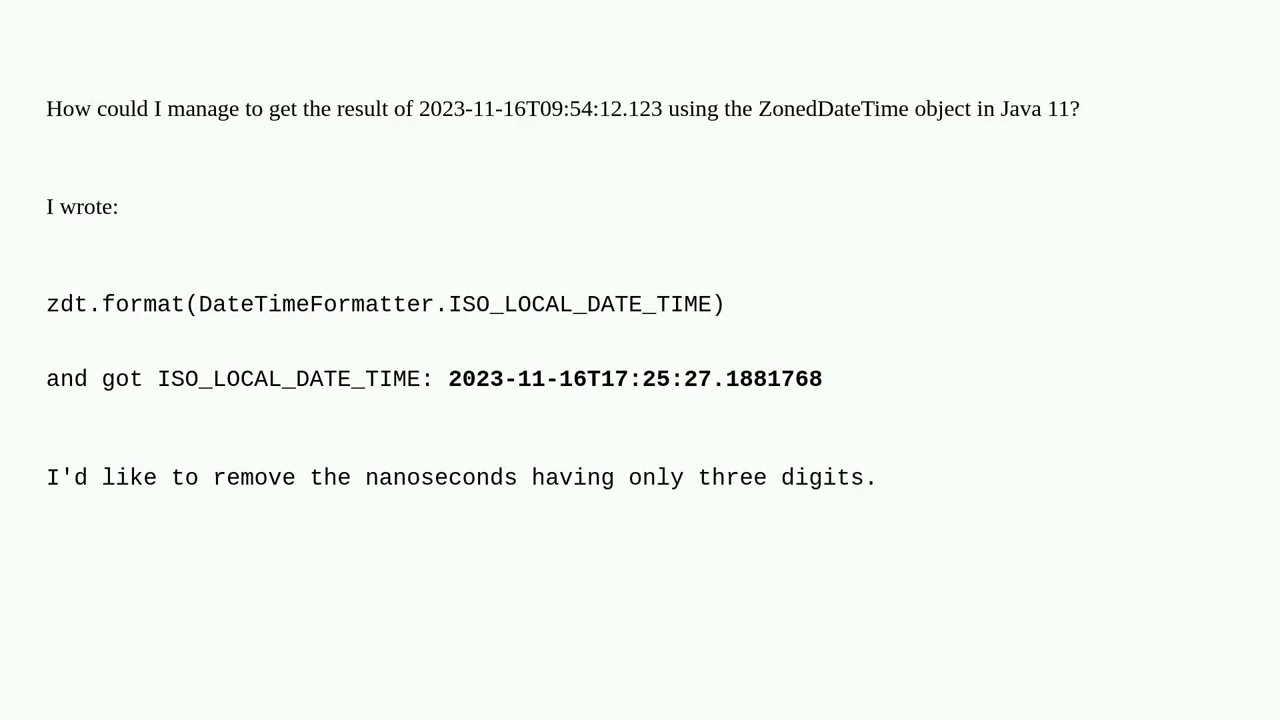 How could I manage to get the result of 2023-11-16T09:54:12.123 using the ZonedDateTime object in Java 11?
I wrote:
zdt.format(DateTimeFormatter.ISO_LOCAL_DATE_TIME)
and got ISO_LOCAL_DATE_TIME: 2023-11-16T17:25:27.1881768
I'd like to remove the nanoseconds having only three digits.